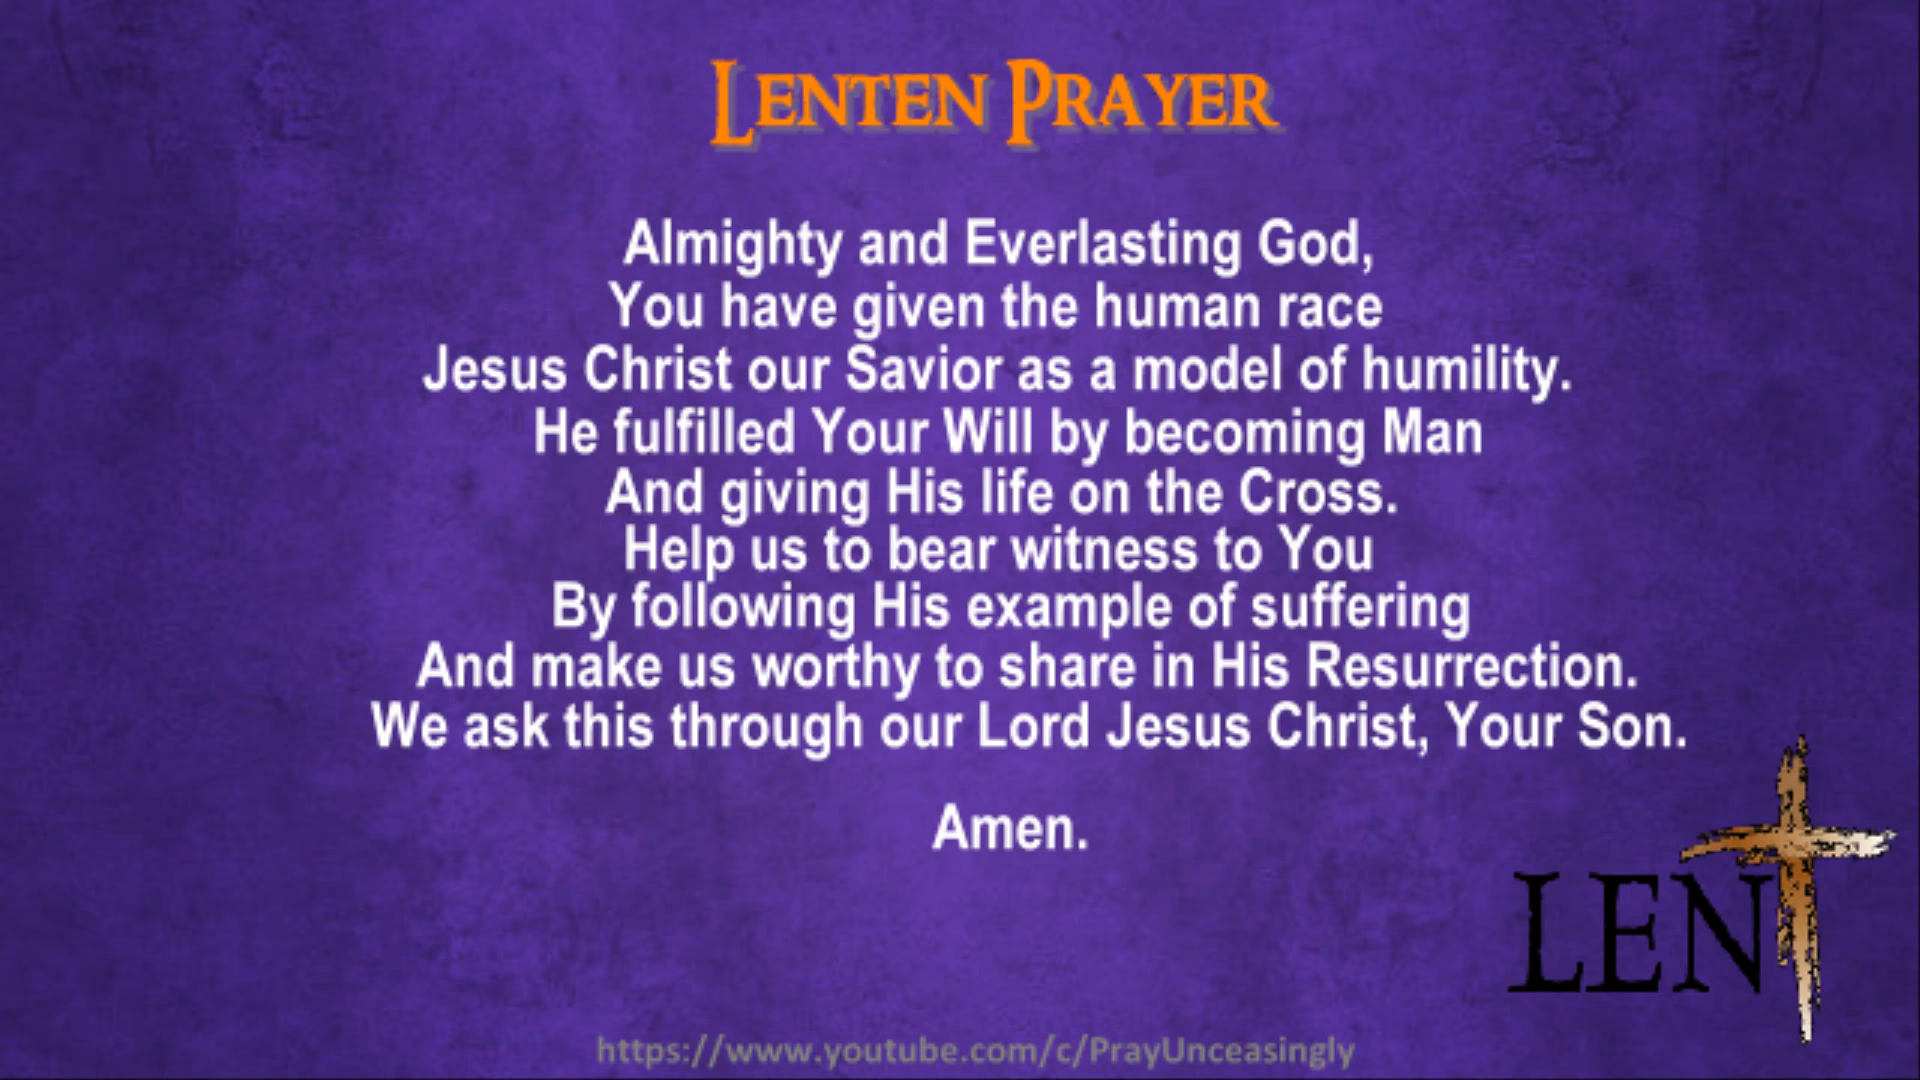 Lenten Prayer
Almighty and Everlasting God,
You have given the human race
Jesus Christ our Savior as a model of humility.
He fulfilled Your Will by becoming Man
And giving His life on the Cross.
Help us to bear witness to You
By following His example of suffering
And make us worthy to share in His Resurrection.
We ask this through our Lord Jesus Christ, Your Son.
Amen.
LENT
https://www.youtube.com/c/PrayUnceasingly